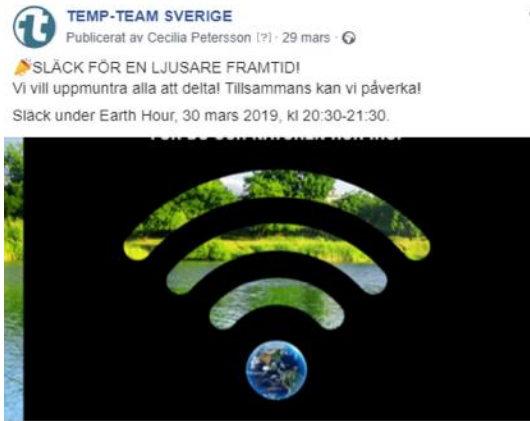 TEMP-TEAM SVERIGE
Publicerat av Cecilia Petersson [?] · 29 mars ·
SLÄCK FÖR EN LJUSARE FRAMTID!
Vi vill uppmuntra alla att delta! Tillsammans kan vi påverka!
Släck under Earth Hour, 30 mars 2019, kl 20:30-21:30.